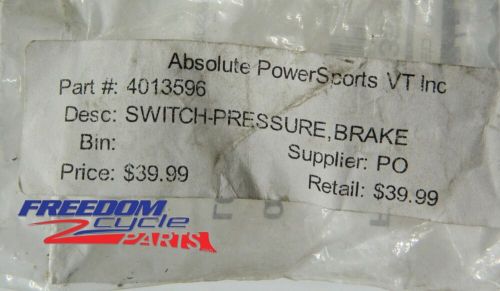 Absolute PowerSports VT Inc
Part #: 4013596
Desc: SWITCH-PRESSURE,BRAKE
Bin:
Supplier: PO
Price: $39.99
Retail: $39.99
FREEDOM
cycle
PARTS